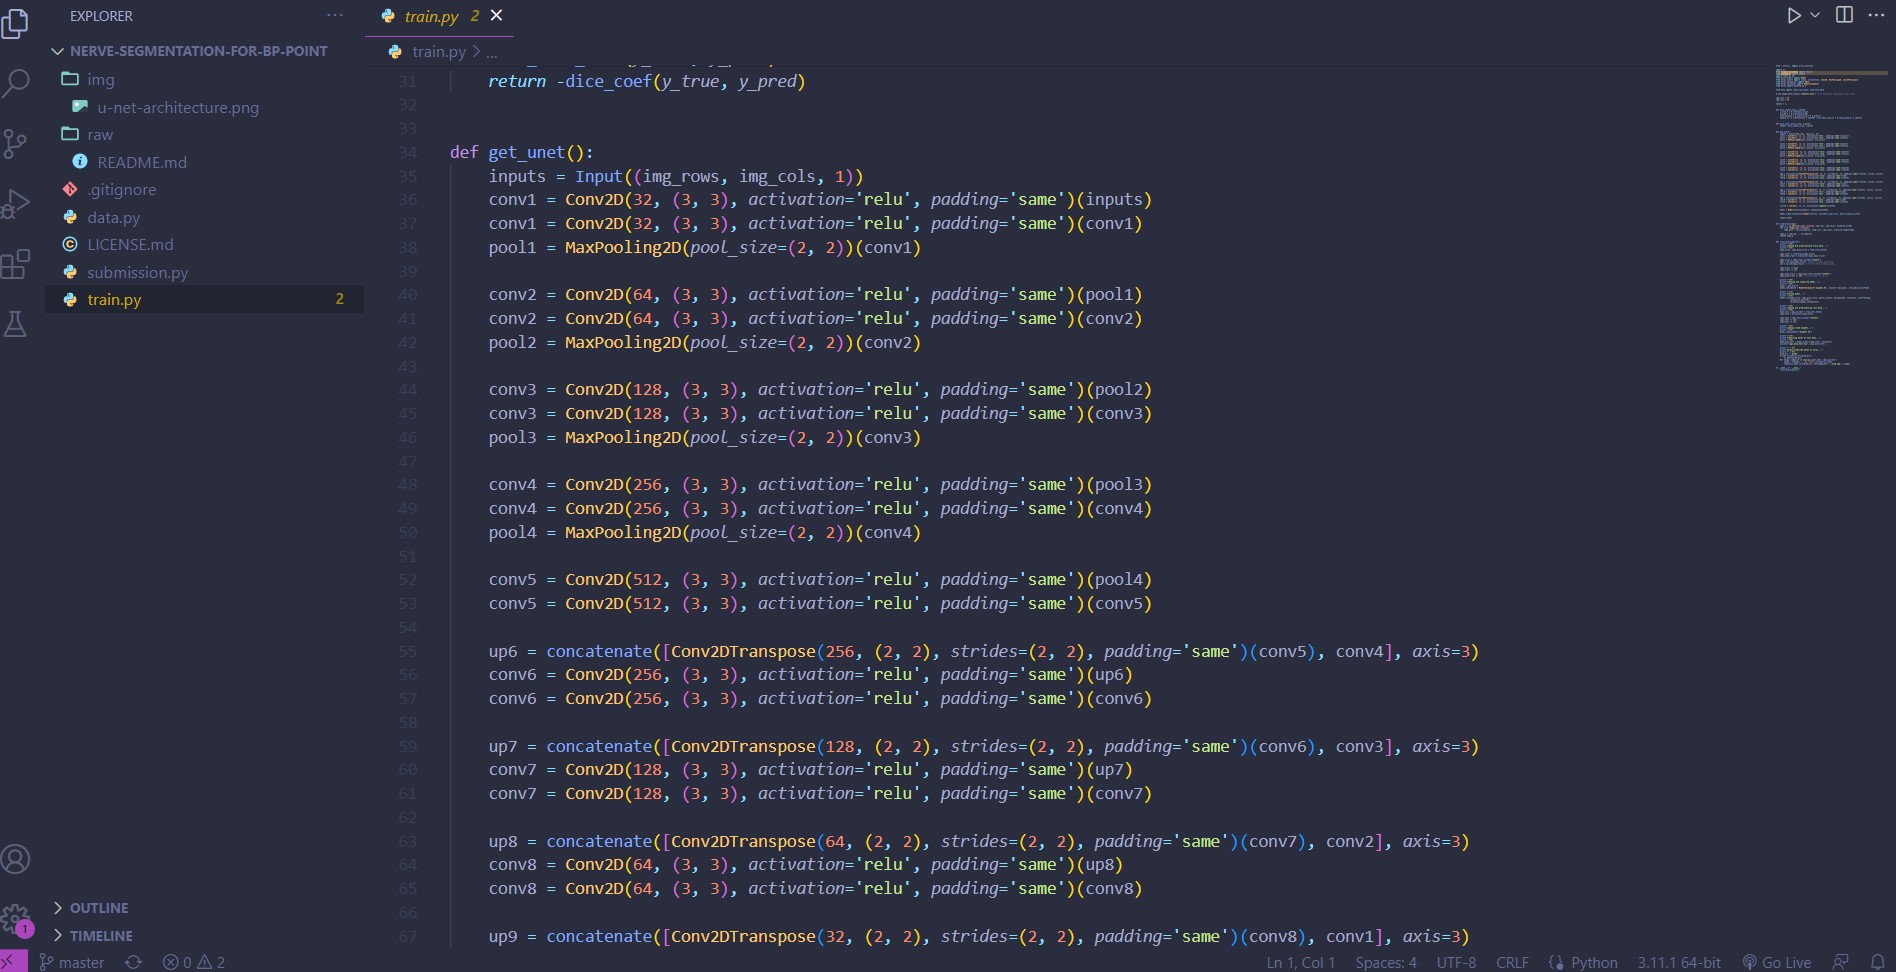 EXPLORER
NERVE-SEGMENTATION-FOR-BP-POINT
img
u-net-architecture.png
raw
README.md
.gitignore
data.py
LICENSE.md
submission.py
train.py 2
OUTLINE
TIMELINE
train.py 2
train.py > ...
31 return -dice_coef(y_true, y_pred)
32
33
34 def get_unet():
35 inputs = Input((img_rows, img_cols, 1))
36 conv1 = Conv2D(32, (3, 3), activation='relu', padding='same')(inputs)
37 conv1 = Conv2D(32, (3, 3), activation='relu', padding='same')(conv1)
38 pool1 = MaxPooling2D(pool_size=(2, 2))(conv1)
39
40 conv2 = Conv2D(64, (3, 3), activation='relu', padding='same')(pool1)
41 conv2 = Conv2D(64, (3, 3), activation='relu', padding='same')(conv2)
42 pool2 = MaxPooling2D(pool_size=(2, 2))(conv2)
43
44 conv3 = Conv2D(128, (3, 3), activation='relu', padding='same')(pool2)
45 conv3 = Conv2D(128, (3, 3), activation='relu', padding='same')(conv3)
46 pool3 = MaxPooling2D(pool_size=(2, 2))(conv3)
47
48 conv4 = Conv2D(256, (3, 3), activation='relu', padding='same')(pool3)
49 conv4 = Conv2D(256, (3, 3), activation='relu', padding='same')(conv4)
50 pool4 = MaxPooling2D(pool_size=(2, 2))(conv4)
51
52 conv5 = Conv2D(512, (3, 3), activation='relu', padding='same')(pool4)
53 conv5 = Conv2D(512, (3, 3), activation='relu', padding='same')(conv5)
54
55 up6 = concatenate([Conv2DTranspose(256, (2, 2), strides=(2, 2), padding='same')(conv5), conv4], axis=3)
56 conv6 = Conv2D(256, (3, 3), activation='relu', padding='same')(up6)
57 conv6 = Conv2D(256, (3, 3), activation='relu', padding='same')(conv6)
58
59 up7 = concatenate([Conv2DTranspose(128, (2, 2), strides=(2, 2), padding='same')(conv6), conv3], axis=3)
60 conv7 = Conv2D(128, (3, 3), activation='relu', padding='same')(up7)
61 conv7 = Conv2D(128, (3, 3), activation='relu', padding='same')(conv7)
62
63 up8 = concatenate([Conv2DTranspose(64, (2, 2), strides=(2, 2), padding='same')(conv7), conv2], axis=3)
64 conv8 = Conv2D(64, (3, 3), activation='relu', padding='same')(up8)
65 conv8 = Conv2D(64, (3, 3), activation='relu', padding='same')(conv8)
66
67 up9 = concatenate([Conv2DTranspose(32, (2, 2), strides=(2, 2), padding='same')(conv8), conv1], axis=3)
1
master 0 2 Ln 1, Col 1 Spaces: 4 UTF-8 CRLF Python 3.11.1 64-bit Go Live